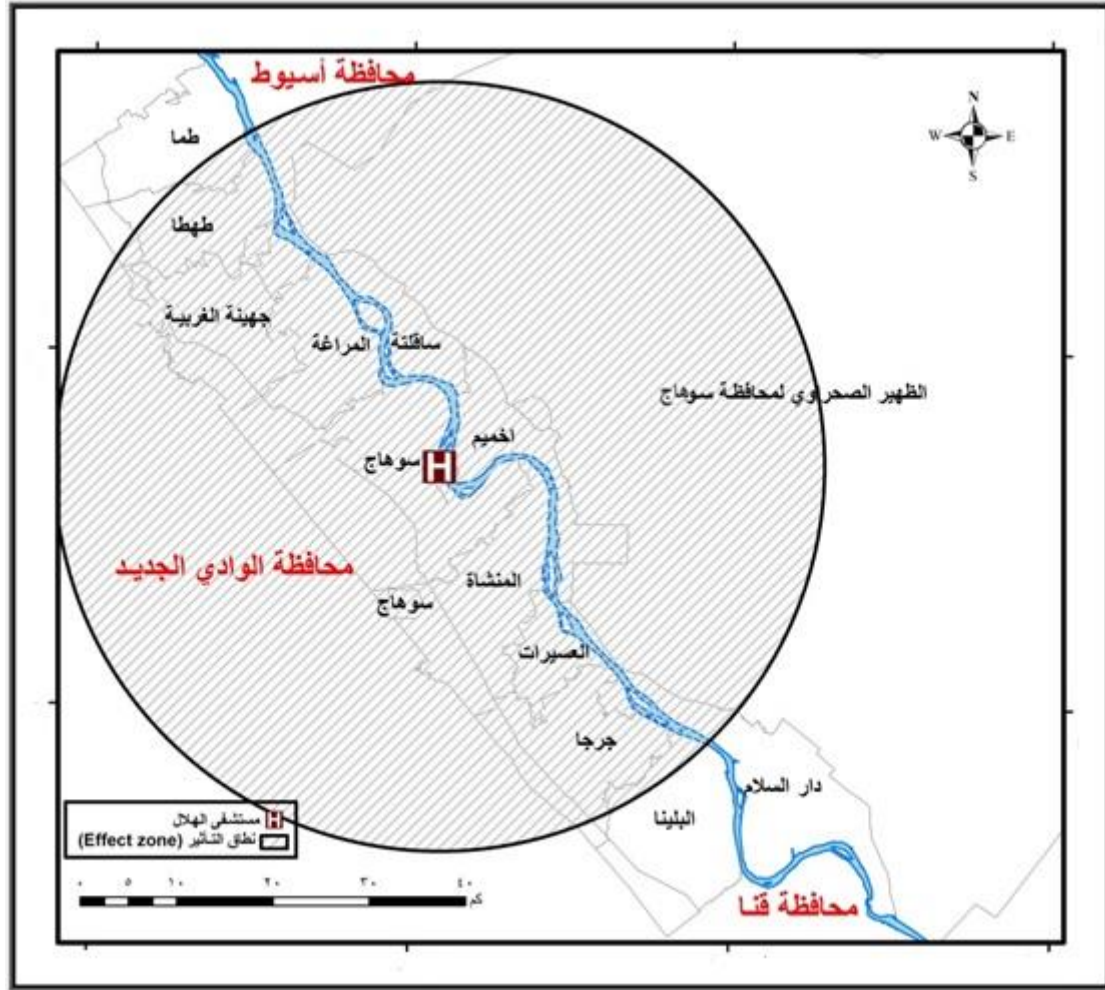 محافظة أسيوط
N
W E
S
طما
طهطا
جهينة الغربية
ساقلتة
المراغة
الظهير الصحراوي لمحافظة سوهاج
اخميم
سوهاج
H
محافظة الوادي الجديد
المنشاة
سوهاج
العسيرات
جرجا
دار السلام
البلينا
محافظة قنا
مستشفى الهلال H
نطاق التأثير (Effect zone)
٠ ٥ ١٠ ٢٠ ٣٠ ٤٠
كم